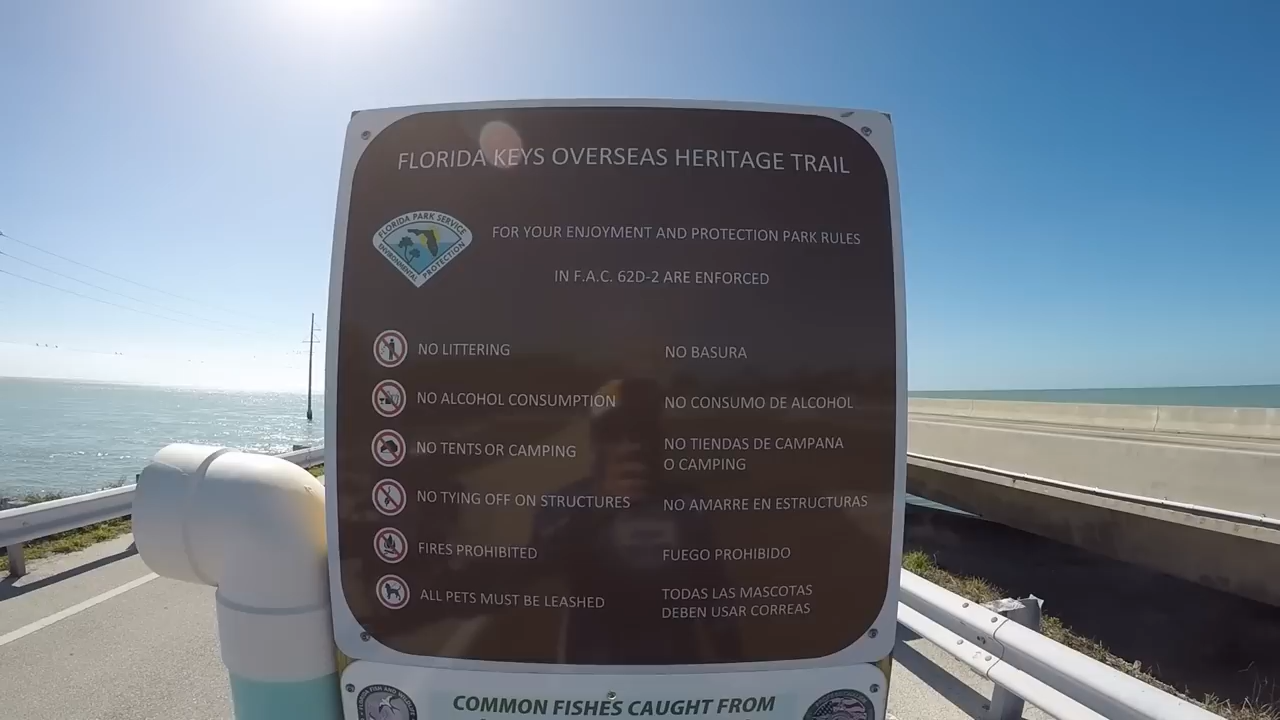 FLORIDA KEYS OVERSEAS HERITAGE TRAIL
FLORIDA PARK SERVICE
ENVIRONMENTAL PROTECTION
FOR YOUR ENJOYMENT AND PROTECTION PARK RULES
IN F.A.C. 62D-2 ARE ENFORCED
NO LITTERING
NO BASURA
NO ALCOHOL CONSUMPTION
NO CONSUMO DE ALCOHOL
NO TENTS OR CAMPING
NO TIENDAS DE CAMPANA
O CAMPING
NO TYING OFF ON STRUCTURES
NO AMARRE EN ESTRUCTURAS
FIRES PROHIBITED
FUEGO PROHIBIDO
ALL PETS MUST BE LEASHED
TODAS LAS MASCOTAS
DEBEN USAR CORREAS
COMMON FISHES CAUGHT FROM